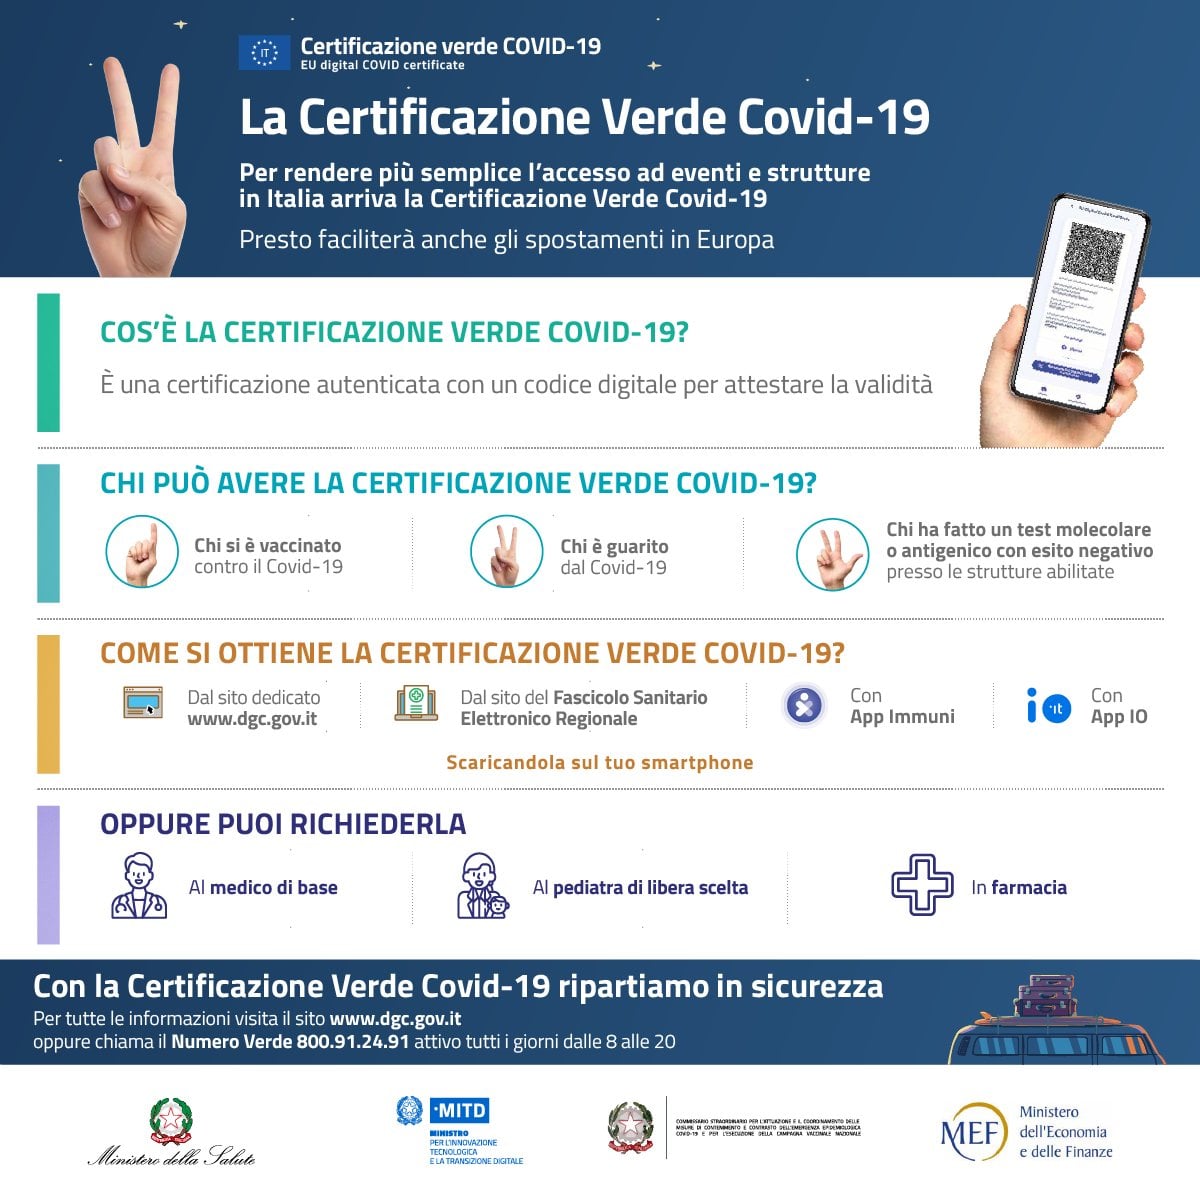 IT
Certificazione verde COVID-19
EU digital COVID certificate
La Certificazione Verde Covid-19
Per rendere più semplice l'accesso ad eventi e strutture
in Italia arriva la Certificazione Verde Covid-19
Presto faciliterà anche gli spostamenti in Europa
COS'È LA CERTIFICAZIONE VERDE COVID-19?
È una certificazione autenticata con un codice digitale per attestare la validità
CHI PUÒ AVERE LA CERTIFICAZIONE VERDE COVID-19?
Chi si è vaccinato
contro il Covid-19
Chi è guarito
dal Covid-19
Chi ha fatto un test molecolare
o antigenico con esito negativo
presso le strutture abilitate
COME SI OTTIENE LA CERTIFICAZIONE VERDE COVID-19?
Dal sito dedicato
www.dgc.gov.it
Dal sito del Fascicolo Sanitario
Elettronico Regionale
Con
App Immuni
io .it
Con
App IO
Scaricandola sul tuo smartphone
OPPURE PUOI RICHIEDERLA
Al medico di base
Al pediatra di libera scelta
In farmacia
Con la Certificazione Verde Covid-19 ripartiamo in sicurezza
Per tutte le informazioni visita il sito www.dgc.gov.it
oppure chiama il Numero Verde 800.91.24.91 attivo tutti i giorni dalle 8 alle 20
Ministero della Salute
·MITD
MINISTRO
PER L'INNOVAZIONE
TECNOLOGICA
E LA TRANSIZIONE DIGITALE
COMMISSARIO STRAORDINARIO PER L'ATTUAZIONE E IL COORDINAMENTO DELLE
MISURE DI CONTENIMENTO E CONTRASTO DELL'EMERGENZA EPIDEMIOLOGICA
COVID-19 E PER L'ESECUZIONE DELLA CAMPAGNA VACCINALE NAZIONALE
MEF
Ministero
dell'Economia
e delle Finanze